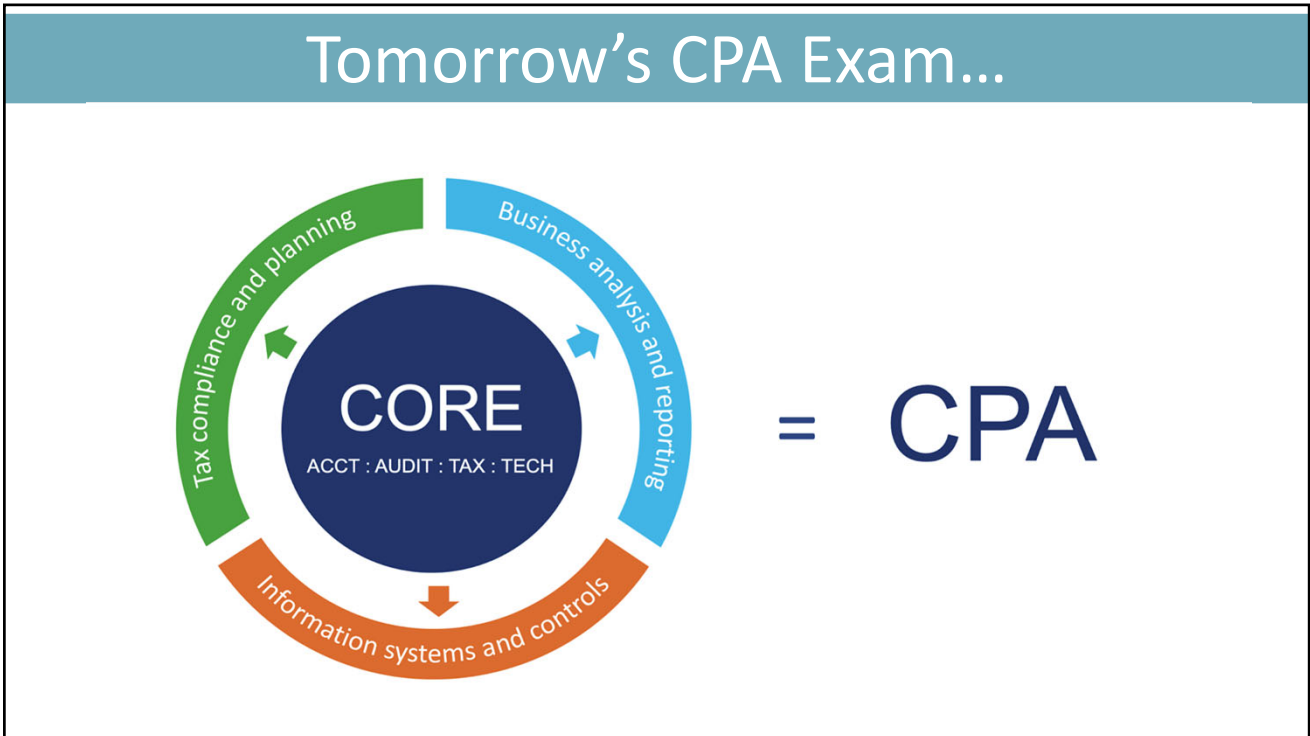 Tomorrow’s CPA Exam...
Tax compliance and planning
Business analysis and reporting
CORE
ACCT : AUDIT : TAX : TECH
= CPA
Information systems and controls